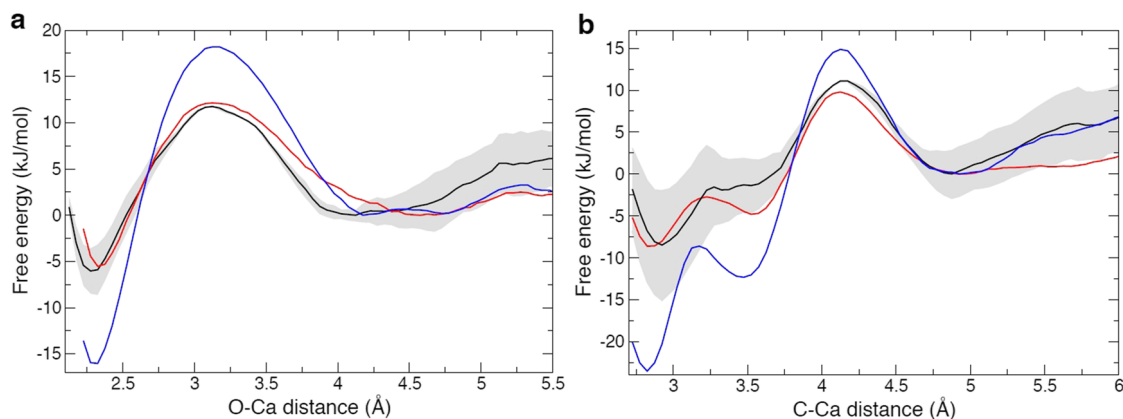 a
20
15
10
5
0
-5
-10
-15
Free energy (kJ/mol)
2.5 3 3.5 4 4.5 5 5.5
O-Ca distance (Å)
b
15
10
5
0
-5
-10
-15
-20
Free energy (kJ/mol)
3 3.5 4 4.5 5 5.5 6
C-Ca distance (Å)